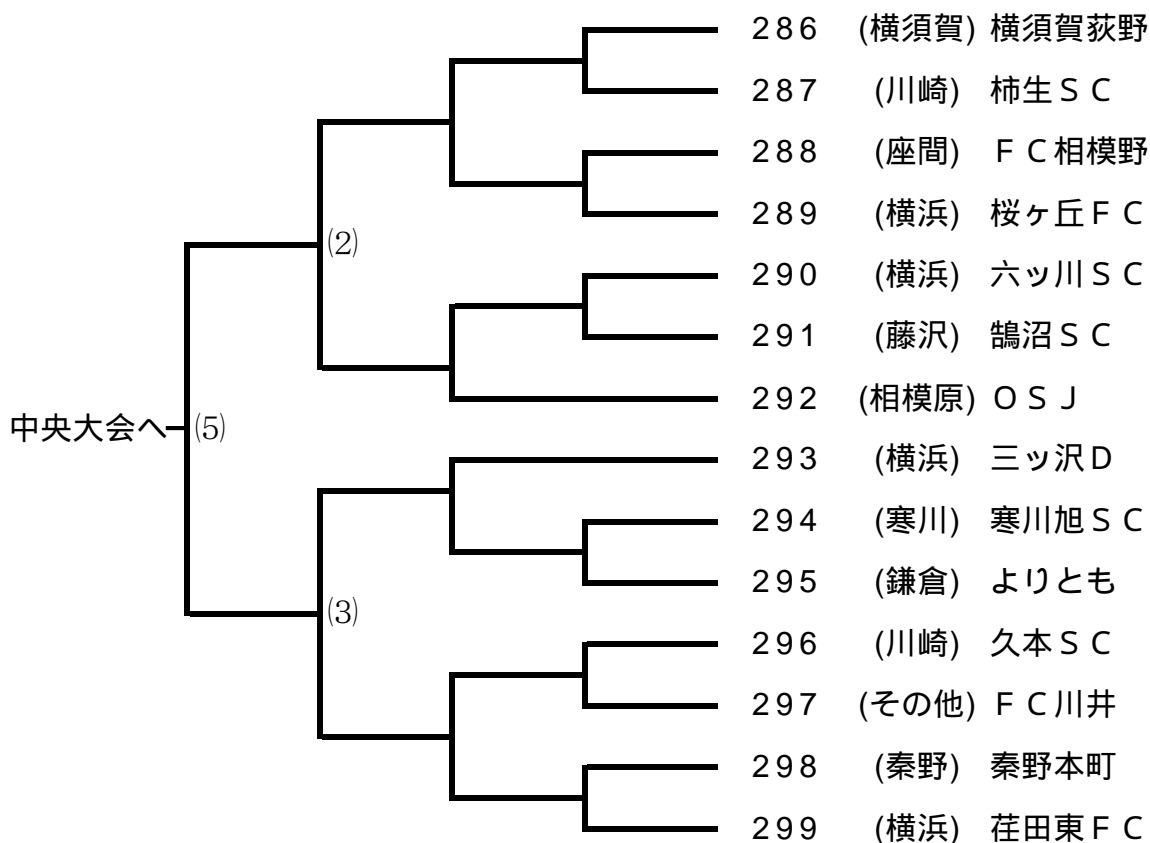 286 (横須賀) 横須賀荻野
287 (川崎) 柿生ＳＣ
288 (座間) ＦＣ相模野
289 (横浜) 桜ヶ丘ＦＣ
(2)
290 (横浜) 六ッ川ＳＣ
291 (藤沢) 鵠沼ＳＣ
292 (相模原) ＯＳＪ
中央大会へ (5)
293 (横浜) 三ッ沢Ｄ
294 (寒川) 寒川旭ＳＣ
295 (鎌倉) よりとも
(3)
296 (川崎) 久本ＳＣ
297 (その他) ＦＣ川井
298 (秦野) 秦野本町
299 (横浜) 荏田東ＦＣ